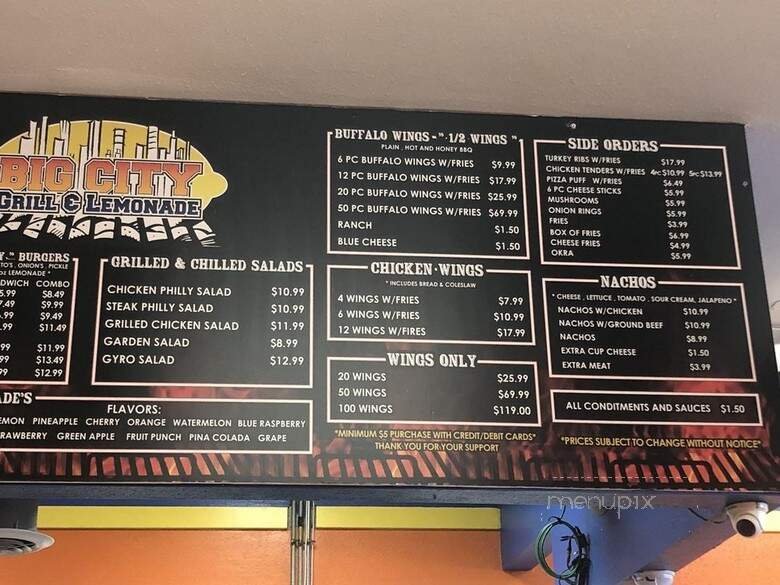 BIG CITY
GRILL & LEMONADE
BURGERS
ONION'S, PICKLE
LEMONADE "
COMBO
$8.49
$9.99
$9.49
$11.49
$11.99
$13.49
$12.99
GRILLED & CHILLED SALADS
CHICKEN PHILLY SALAD $10.99
STEAK PHILLY SALAD $10.99
GRILLED CHICKEN SALAD $11.99
GARDEN SALAD $8.99
GYRO SALAD $12.99
ADE'S
FLAVORS:
EMON PINEAPPLE CHERRY ORANGE WATERMELON BLUE RASPBERRY
RAWBERRY GREEN APPLE FRUIT PUNCH PINA COLADA GRAPE
BUFFALO WINGS - " 1/2 WINGS "
PLAIN , HOT AND HONEY BBQ
6 PC BUFFALO WINGS W/FRIES $9.99
12 PC BUFFALO WINGS W/FRIES $17.99
20 PC BUFFALO WINGS W/FRIES $25.99
50 PC BUFFALO WINGS W/FRIES $69.99
RANCH $1.50
BLUE CHEESE $1.50
CHICKEN WINGS
* INCLUDES BREAD & COLESLAW
4 WINGS W/FRIES $7.99
6 WINGS W/FRIES $10.99
12 WINGS W/FIRES $17.99
WINGS ONLY
20 WINGS $25.99
50 WINGS $69.99
100 WINGS $119.00
*MINIMUM $5 PURCHASE WITH CREDIT/DEBIT CARDS*
THANK YOU FOR YOUR SUPPORT
SIDE ORDERS
TURKEY RIBS W/FRIES $17.99
CHICKEN TENDERS W/FRIES 4PC $10.99 5PC $13.99
PIZZA PUFF W/FRIES $6.49
6 PC CHEESE STICKS $5.99
MUSHROOMS $5.99
ONION RINGS $5.99
FRIES $3.99
BOX OF FRIES $6.99
CHEESE FRIES $4.99
OKRA $5.99
NACHOS
* CHEESE , LETTUCE , TOMATO , SOUR CREAM, JALAPENO *
NACHOS W/CHICKEN $10.99
NACHOS W/GROUND BEEF $10.99
NACHOS $8.99
EXTRA CUP CHEESE $1.50
EXTRA MEAT $3.99
ALL CONDITMENTS AND SAUCES $1.50
*PRICES SUBJECT TO CHANGE WITHOUT NOTICE*
menupix